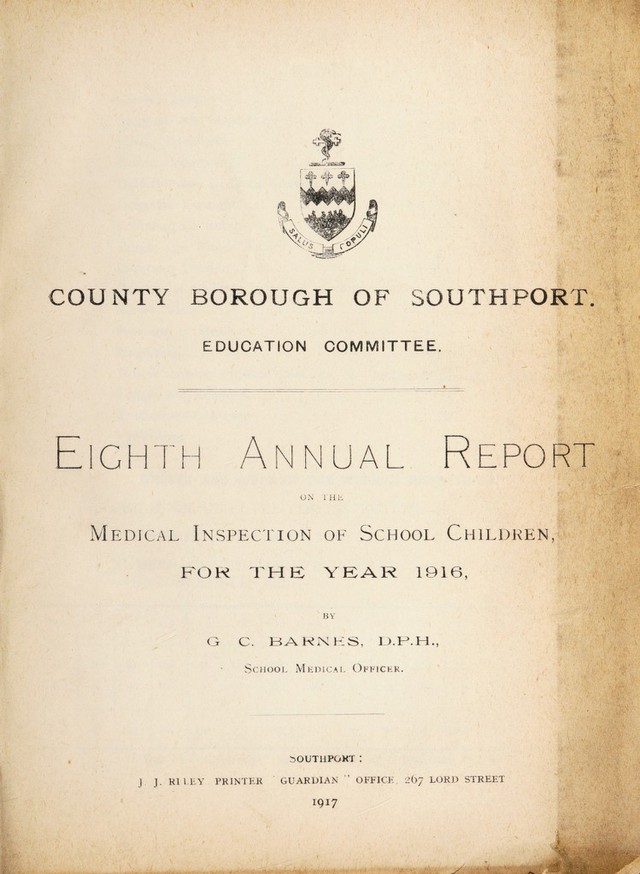 SALUS POPULI
COUNTY BOROUGH OF SOUTHPORT.
EDUCATION COMMITTEE.
EIGHTH ANNUAL REPORT
ON THE
MEDICAL INSPECTION OF SCHOOL CHILDREN,
FOR THE YEAR 1916,
BY
G C. BARNES, D.P.H.,
SCHOOL MEDICAL OFFICER.
SOUTHPORT:
J J. RILEY PRINTER "GUARDIAN" OFFICE, 267 LORD STREET
1917